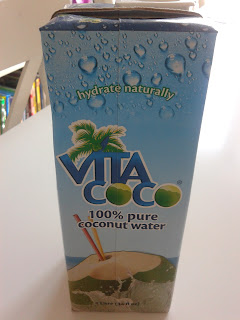 hydrate naturally
VITA
COCO
100% pure
coconut water